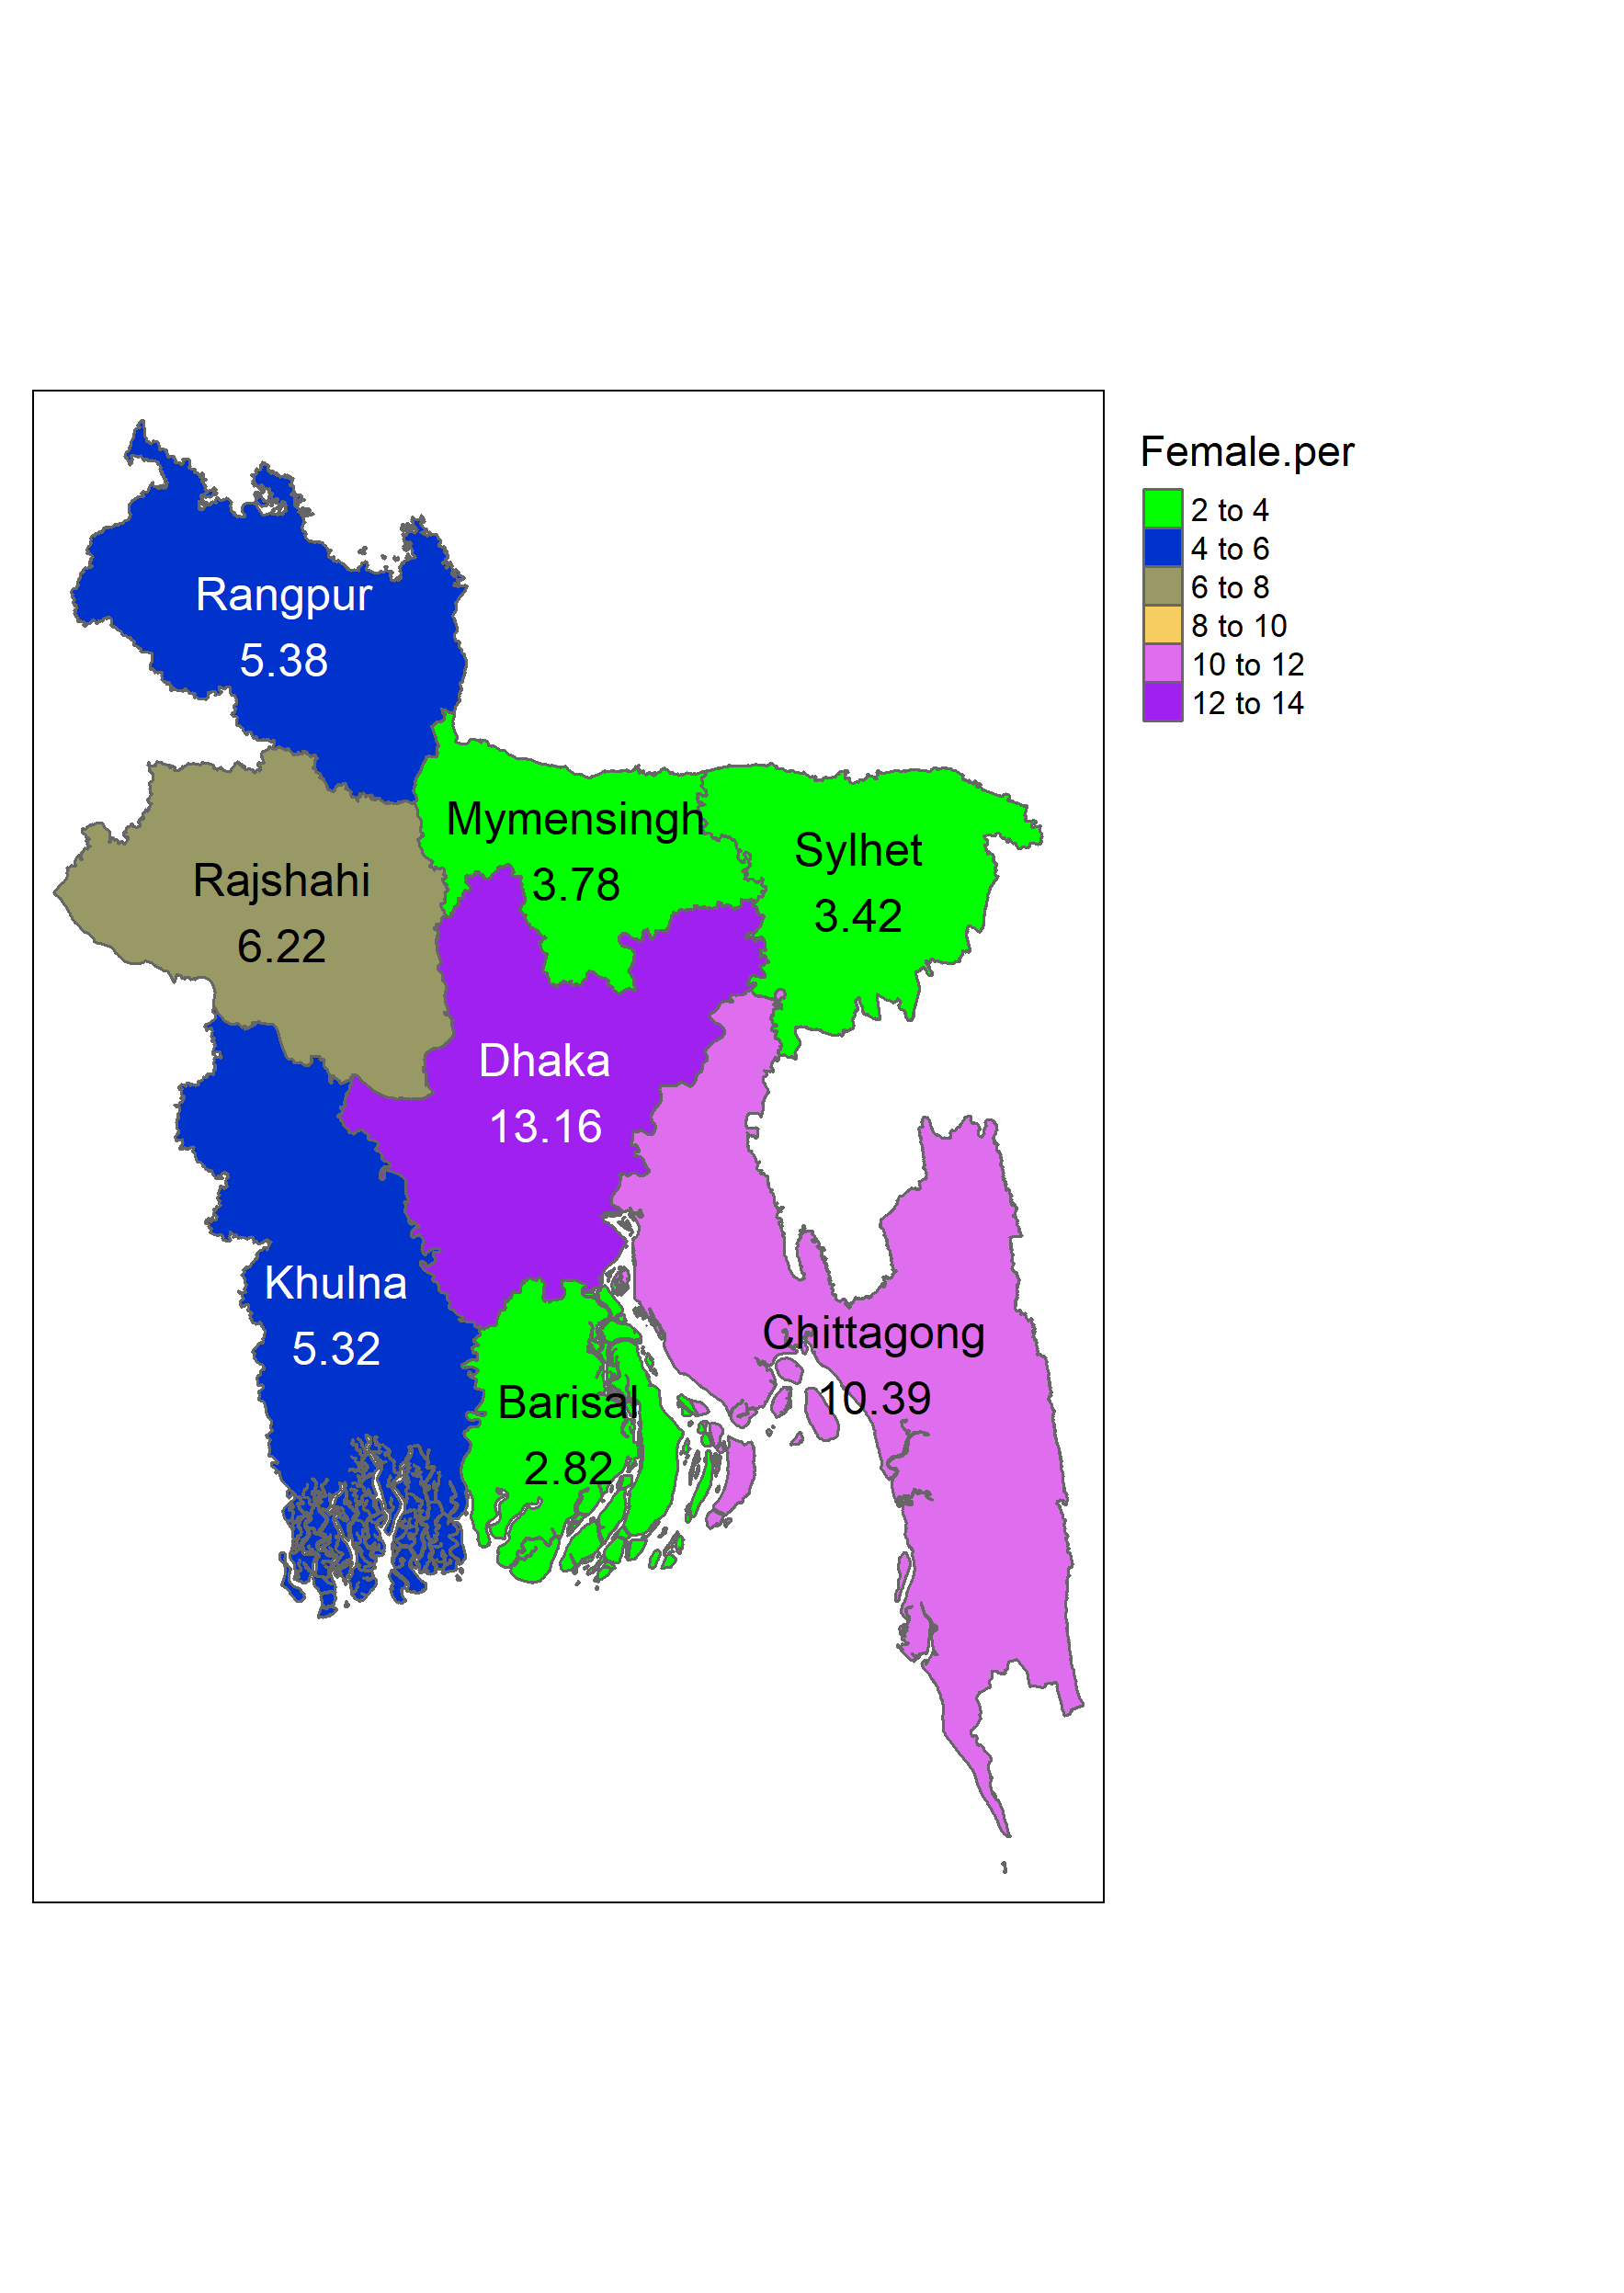 Female.per
2 to 4
4 to 6
6 to 8
8 to 10
10 to 12
12 to 14
Rangpur
5.38
Mymensingh
3.78
Sylhet
3.42
Rajshahi
6.22
Dhaka
13.16
Khulna
5.32
Chittagong
10.39
Barisal
2.82